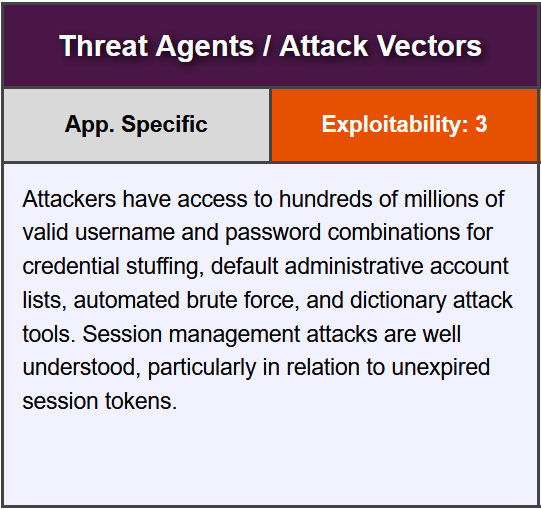 Threat Agents / Attack Vectors
App. Specific
Exploitability: 3
Attackers have access to hundreds of millions of
valid username and password combinations for
credential stuffing, default administrative account
lists, automated brute force, and dictionary attack
tools. Session management attacks are well
understood, particularly in relation to unexpired
session tokens.